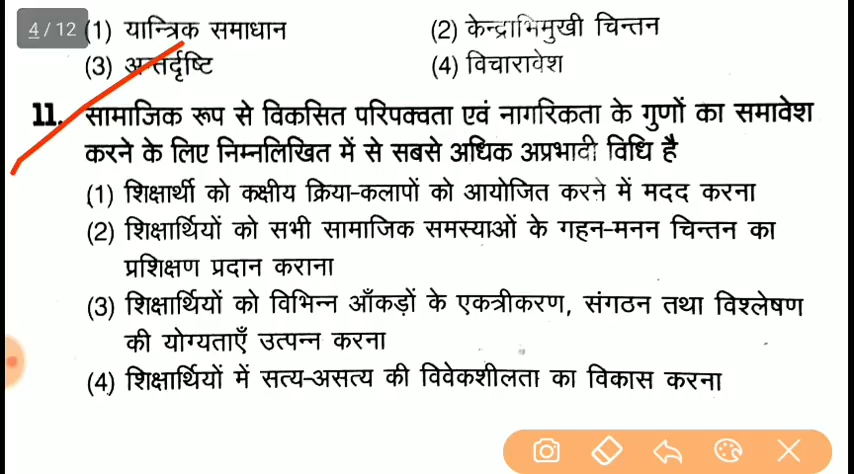 4 / 12 (1) यान्त्रिक समाधान (2) केन्द्राभिमुखी चिन्तन
(3) अन्तर्दृष्टि (4) विचारावेश
11. सामाजिक रूप से विकसित परिपक्वता एवं नागरिकता के गुणों का समावेश
करने के लिए निम्नलिखित में से सबसे अधिक अप्रभावी विधि है
(1) शिक्षार्थी को कक्षीय क्रिया-कलापों को आयोजित करने में मदद करना
(2) शिक्षार्थियों को सभी सामाजिक समस्याओं के गहन-मनन चिन्तन का
प्रशिक्षण प्रदान कराना
(3) शिक्षार्थियों को विभिन्न आँकड़ों के एकत्रीकरण, संगठन तथा विश्लेषण
की योग्यताएँ उत्पन्न करना
(4) शिक्षार्थियों में सत्य-असत्य की विवेकशीलता का विकास करना